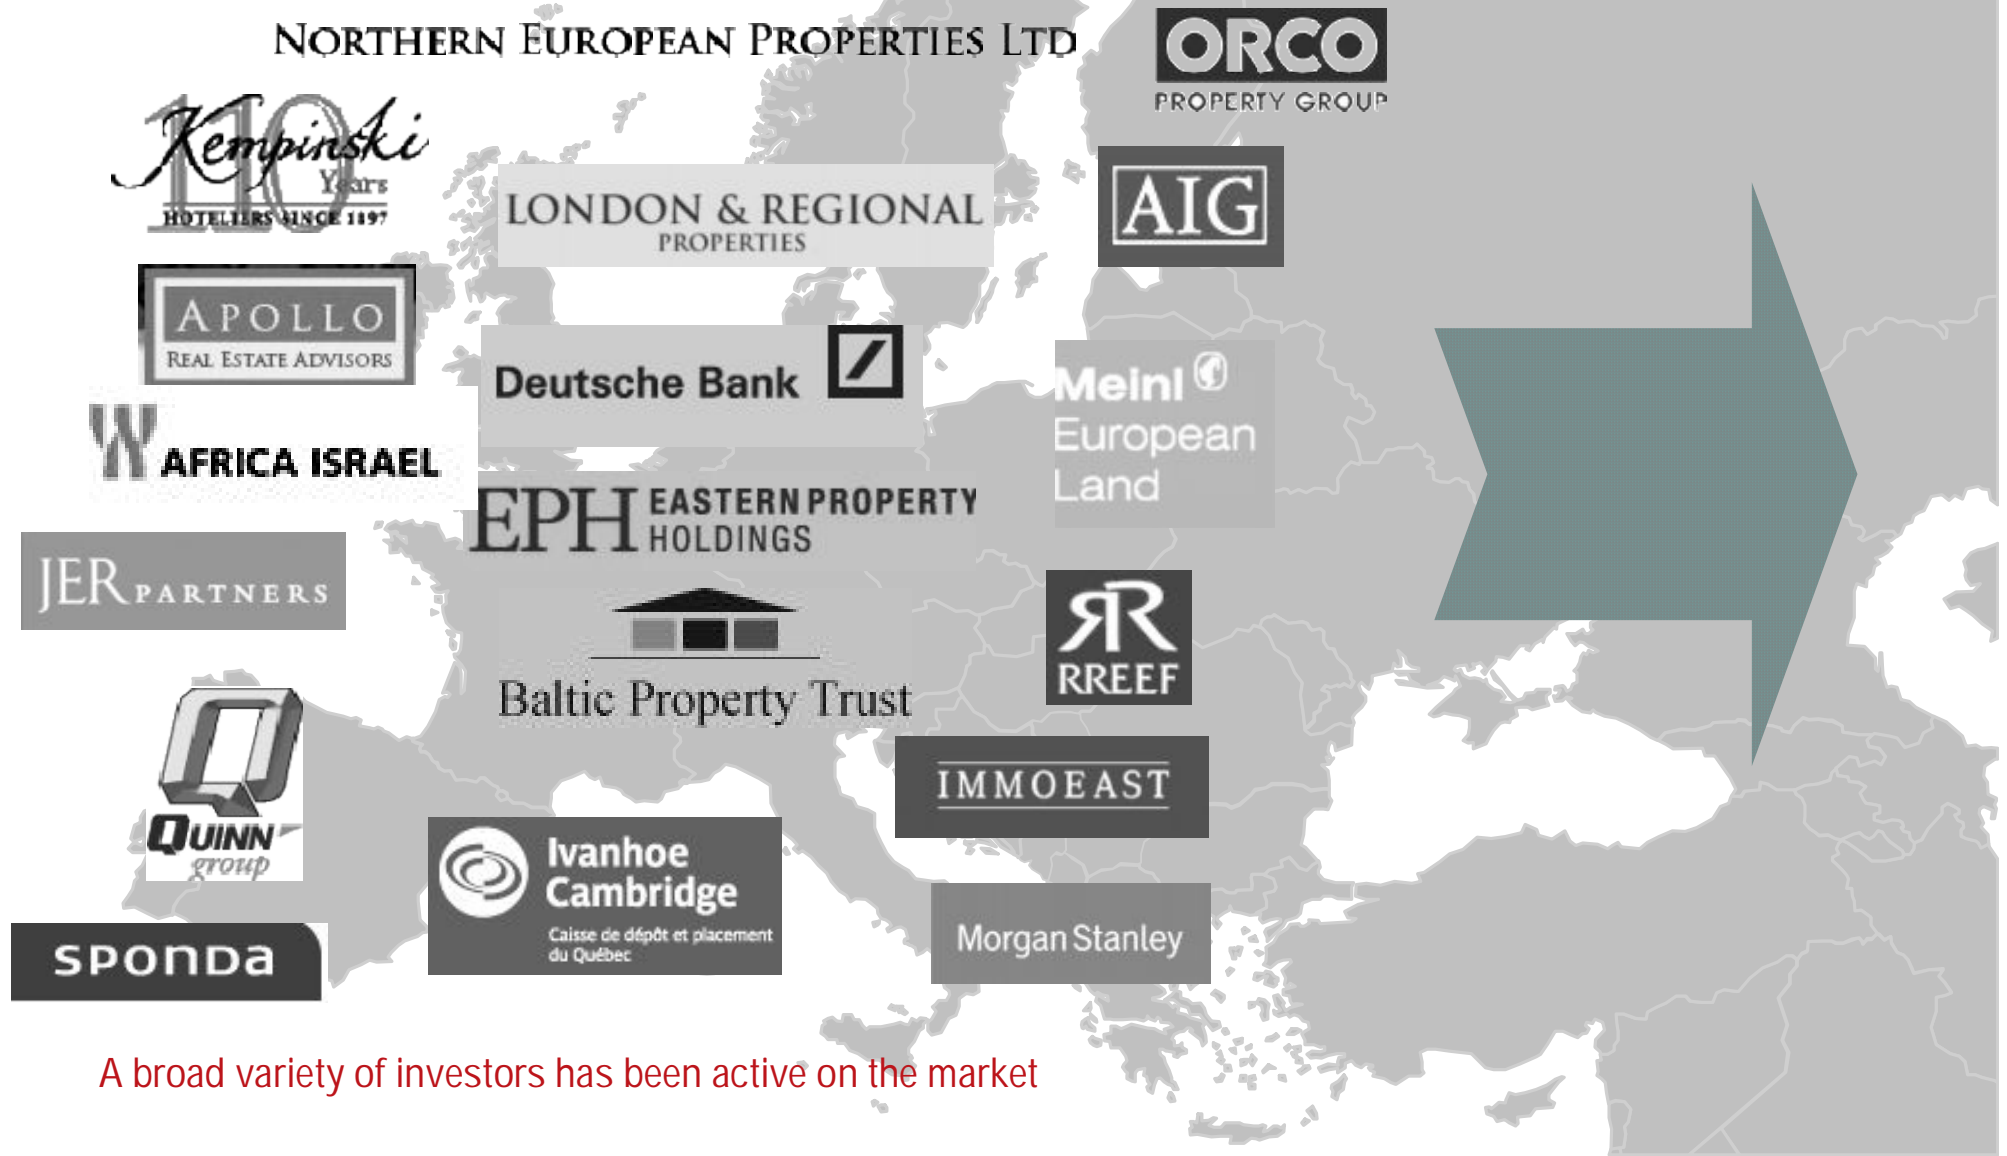 NORTHERN EUROPEAN PROPERTIES LTD
ORCO
PROPERTY GROUP
110
Kempinski
Years
HOTELIERS SINCE 1897
LONDON & REGIONAL
PROPERTIES
AIG
APOLLO
REAL ESTATE ADVISORS
Deutsche Bank
Meinl
European
Land
AFRICA ISRAEL
EPH EASTERN PROPERTY
HOLDINGS
JER PARTNERS
RREEF
Baltic Property Trust
QUINN
group
IMMOEAST
Ivanhoe
Cambridge
Caisse de dépôt et placement
du Québec
Morgan Stanley
SPONDA
A broad variety of investors has been active on the market